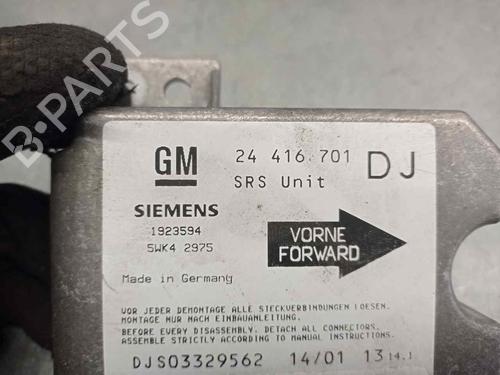 B-PARTS
GM 24 416 701 DJ
SRS Unit
SIEMENS
1923594
5WK4 2975
VORNE
FORWARD
Made in Germany
VOR JEDER DEMONTAGE ALLE STECKVERBINDUNGEN LOESEN.
MONTAGE NUR NACH EINBAUANLEITUNG.
BEFORE EVERY DISASSEMBLY, DETACH ALL CONNECTORS.
ASSEMBLE STRICTLY ACCORDING TO MANUAL INSTRUCTIONS.
DJS03329562 14/01 13 14.1